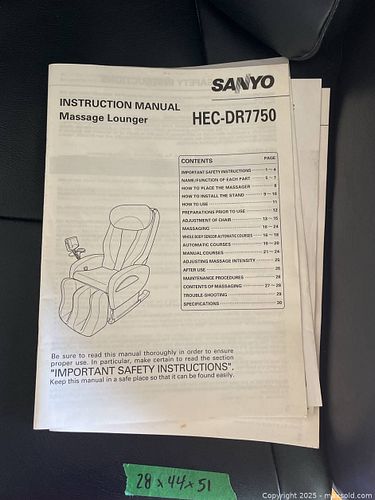 SANYO
INSTRUCTION MANUAL
Massage Lounger
HEC-DR7750
CONTENTS PAGE
IMPORTANT SAFETY INSTRUCTIONS 1~4
NAME/FUNCTION OF EACH PART 5~7
HOW TO PLACE THE MASSAGER 8
HOW TO INSTALL THE STAND 9~10
HOW TO USE 11
PREPARATIONS PRIOR TO USE 12
ADJUSTMENT OF CHAIR 13~15
MASSAGING 16~24
WHOLE BODY SENSOR AUTOMATIC COURSES 16~18
AUTOMATIC COURSES 19~20
MANUAL COURSES 21~24
ADJUSTING MASSAGE INTENSITY 25
AFTER USE 25
MAINTENANCE PROCEDURES 26
CONTENTS OF MASSAGING 27~28
TROUBLE-SHOOTING 29
SPECIFICATIONS 30
Be sure to read this manual thoroughly in order to ensure
proper use. In particular, make certain to read the section
"IMPORTANT SAFETY INSTRUCTIONS".
Keep this manual in a safe place so that it can be found easily.
28x44x51
Copyright 2025 - maxsold.com